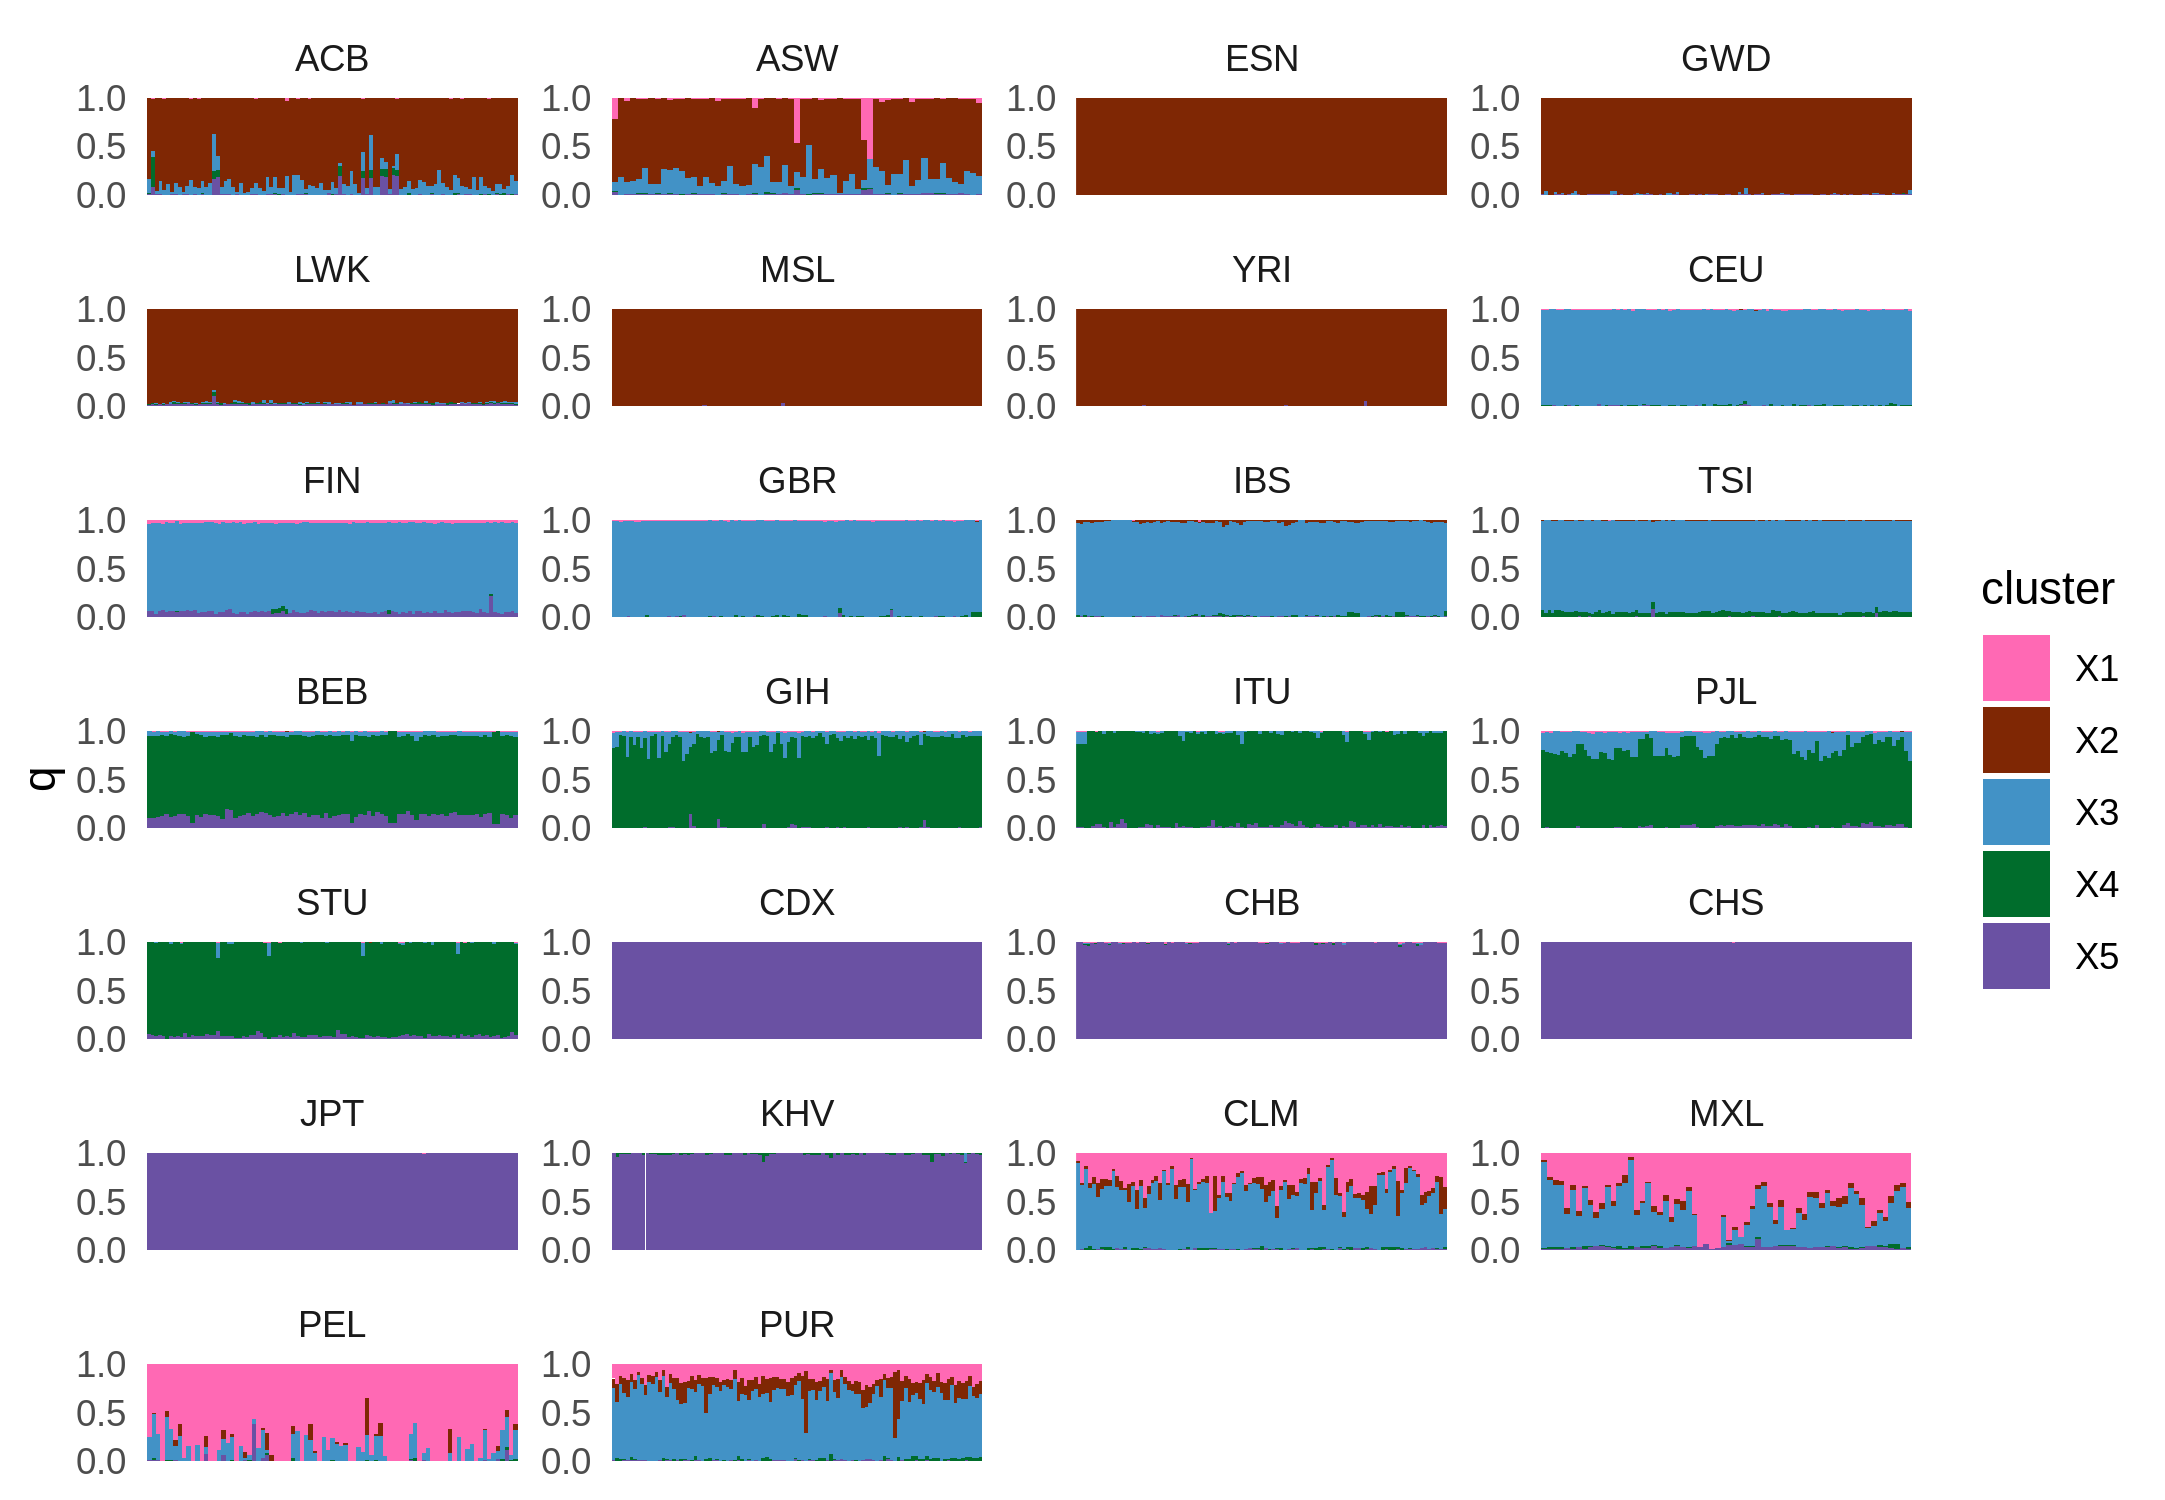 ACB ASW ESN GWD
1.0 1.0 1.0 1.0
0.5 0.5 0.5 0.5
0.0 0.0 0.0 0.0
LWK MSL YRI CEU
1.0 1.0 1.0 1.0
0.5 0.5 0.5 0.5
0.0 0.0 0.0 0.0
FIN GBR IBS TSI
1.0 1.0 1.0 1.0
0.5 0.5 0.5 0.5
0.0 0.0 0.0 0.0
BEB GIH ITU PJL
1.0 1.0 1.0 1.0
0.5 0.5 0.5 0.5
0.0 0.0 0.0 0.0
STU CDX CHB CHS
1.0 1.0 1.0 1.0
0.5 0.5 0.5 0.5
0.0 0.0 0.0 0.0
JPT KHV CLM MXL
1.0 1.0 1.0 1.0
0.5 0.5 0.5 0.5
0.0 0.0 0.0 0.0
PEL PUR
1.0 1.0
0.5 0.5
0.0 0.0
q
cluster
X1
X2
X3
X4
X5